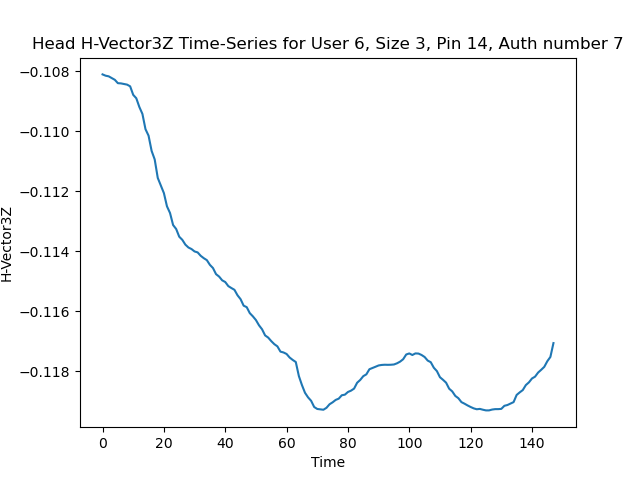 Head H-Vector3Z Time-Series for User 6, Size 3, Pin 14, Auth number 7
H-Vector3Z
−0.108
−0.110
−0.112
−0.114
−0.116
−0.118
0 20 40 60 80 100 120 140
Time